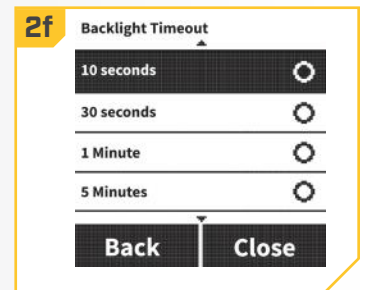 2f
Backlight Timeout
10 seconds
30 seconds
1 Minute
5 Minutes
Back Close